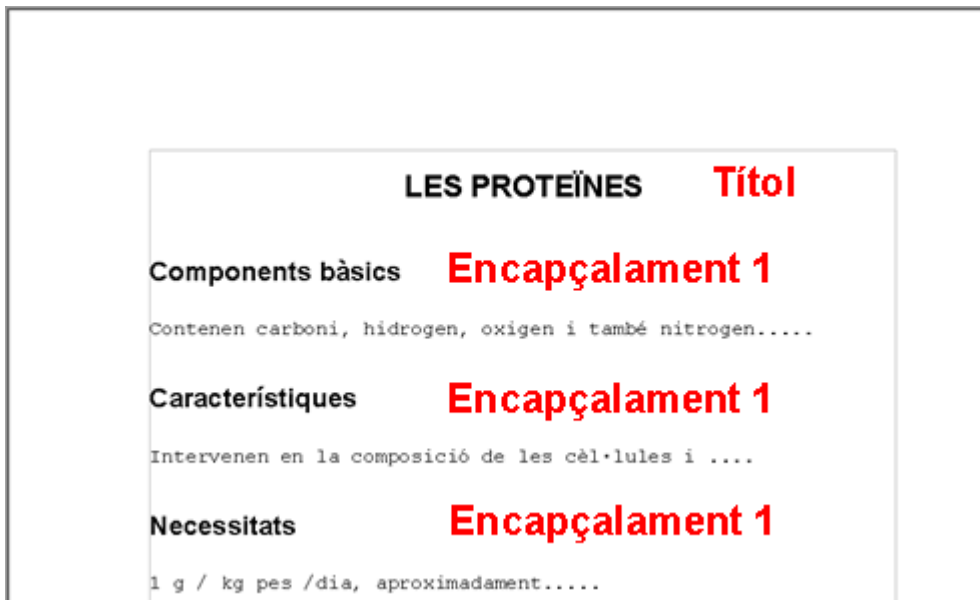 LES PROTEÏNES Títol
Components bàsics Encapçalament 1
Contenen carboni, hidrogen, oxigen i també nitrogen.....
Característiques Encapçalament 1
Intervenen en la composició de les cèl·lules i ....
Necessitats Encapçalament 1
1 g / kg pes /dia, aproximadament.....